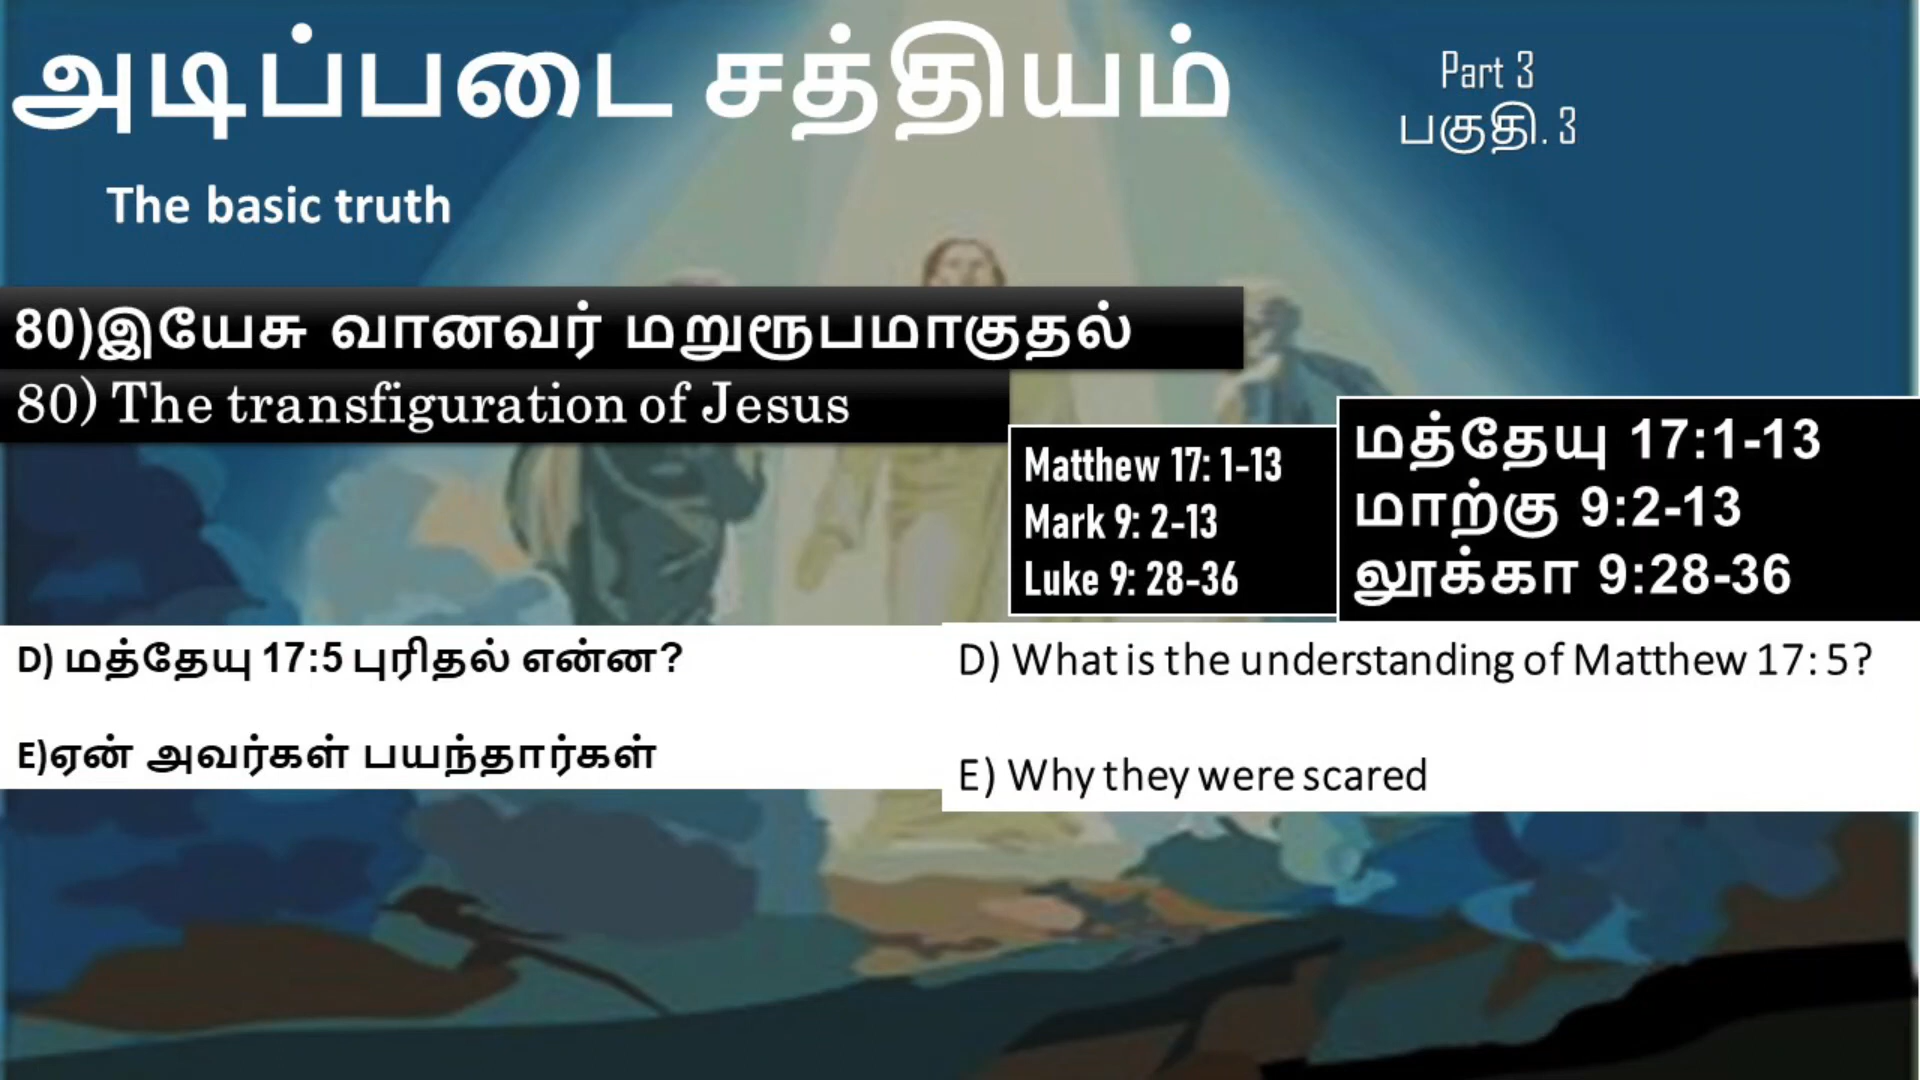 அடிப்படை சத்தியம்
Part 3
பகுதி. 3
The basic truth
80)இயேசு வானவர் மறுரூபமாகுதல்
80) The transfiguration of Jesus
Matthew 17: 1-13
Mark 9: 2-13
Luke 9: 28-36
மத்தேயு 17:1-13
மாற்கு 9:2-13
லூக்கா 9:28-36
D) மத்தேயு 17:5 புரிதல் என்ன?
E)ஏன் அவர்கள் பயந்தார்கள்
D) What is the understanding of Matthew 17: 5?
E) Why they were scared